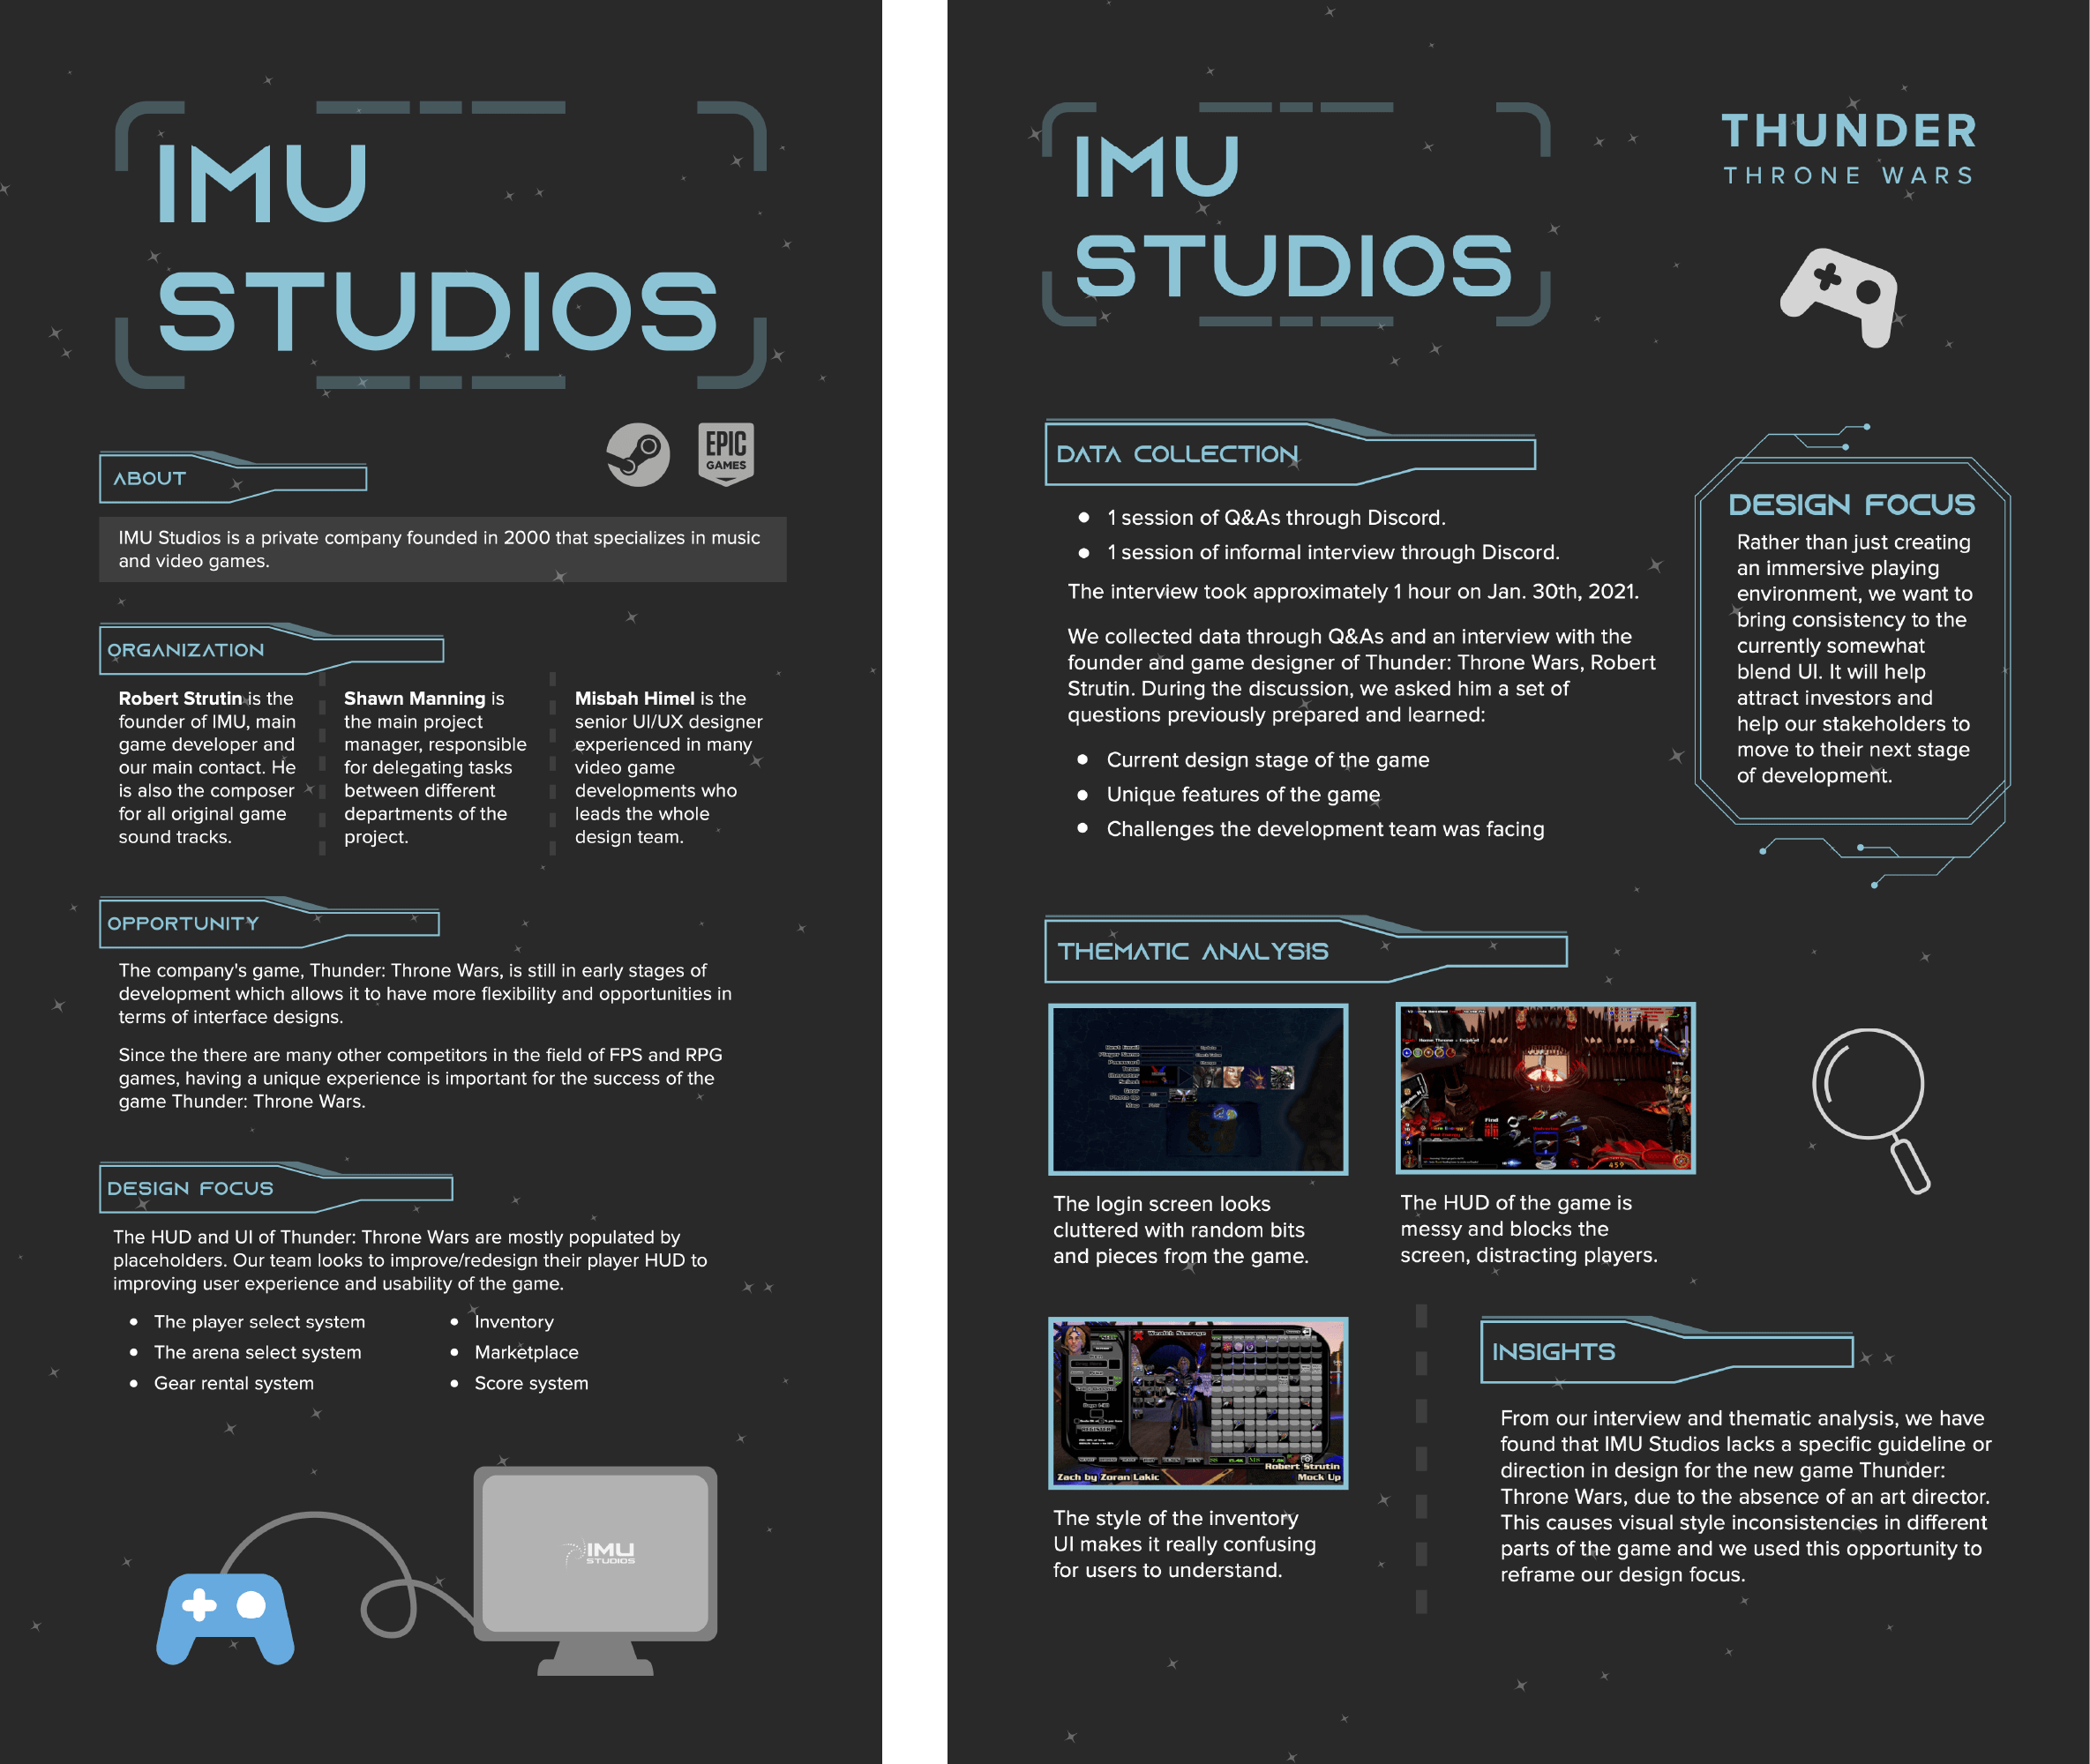 IMU
STUDIOS
EPIC
GAMES
ABOUT
IMU Studios is a private company founded in 2000 that specializes in music
and video games.
ORGANIZATION
Robert Strutin is the
founder of IMU, main
game developer and
our main contact. He
is also the composer
for all original game
sound tracks.
Shawn Manning is
the main project
manager, responsible
for delegating tasks
between different
departments of the
project.
Misbah Himel is the
senior UI/UX designer
experienced in many
video game
developments who
leads the whole
design team.
OPPORTUNITY
The company's game, Thunder: Throne Wars, is still in early stages of
development which allows it to have more flexibility and opportunities in
terms of interface designs.
Since the there are many other competitors in the field of FPS and RPG
games, having a unique experience is important for the success of the
game Thunder: Throne Wars.
DESIGN FOCUS
The HUD and UI of Thunder: Throne Wars are mostly populated by
placeholders. Our team looks to improve/redesign their player HUD to
improving user experience and usability of the game.
• The player select system
• The arena select system
• Gear rental system
• Inventory
• Marketplace
• Score system
IMU
STUDIOS
IMU
STUDIOS
THUNDER
THRONE WARS
DATA COLLECTION
• 1 session of Q&As through Discord.
• 1 session of informal interview through Discord.
The interview took approximately 1 hour on Jan. 30th, 2021.
We collected data through Q&As and an interview with the
founder and game designer of Thunder: Throne Wars, Robert
Strutin. During the discussion, we asked him a set of
questions previously prepared and learned:
• Current design stage of the game
• Unique features of the game
• Challenges the development team was facing
DESIGN FOCUS
Rather than just creating
an immersive playing
environment, we want to
bring consistency to the
currently somewhat
blend UI. It will help
attract investors and
help our stakeholders to
move to their next stage
of development.
THEMATIC ANALYSIS
Player Name
Password
Team
Character
Select
Gear
Map
Find
459
The login screen looks
cluttered with random bits
and pieces from the game.
The HUD of the game is
messy and blocks the
screen, distracting players.
Wealth Storage
REGISTER
Zach by Zoran Lakic
Robert Strutin
Mock Up
The style of the inventory
UI makes it really confusing
for users to understand.
INSIGHTS
From our interview and thematic analysis, we have
found that IMU Studios lacks a specific guideline or
direction in design for the new game Thunder:
Throne Wars, due to the absence of an art director.
This causes visual style inconsistencies in different
parts of the game and we used this opportunity to
reframe our design focus.